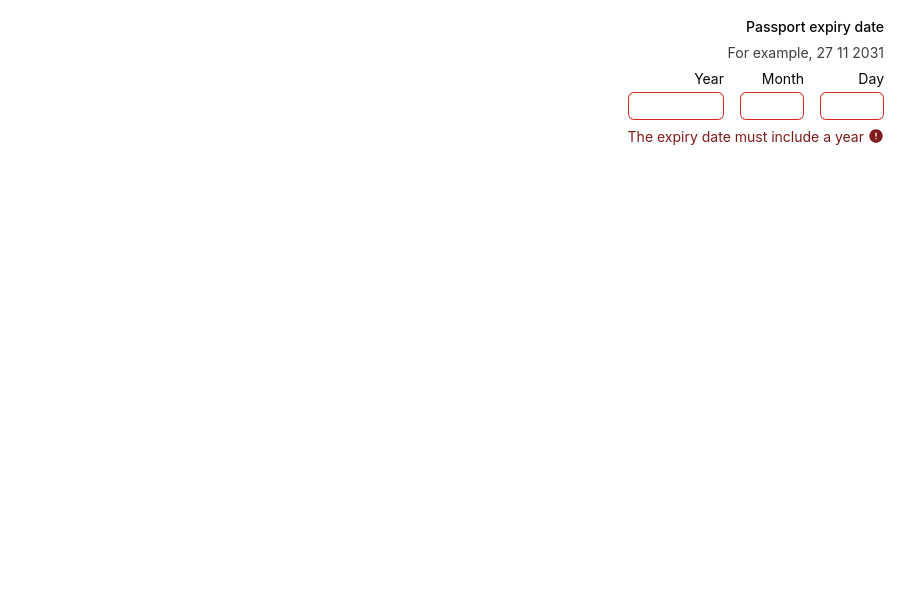 Passport expiry date
For example, 27 11 2031
Day Month Year
The expiry date must include a year